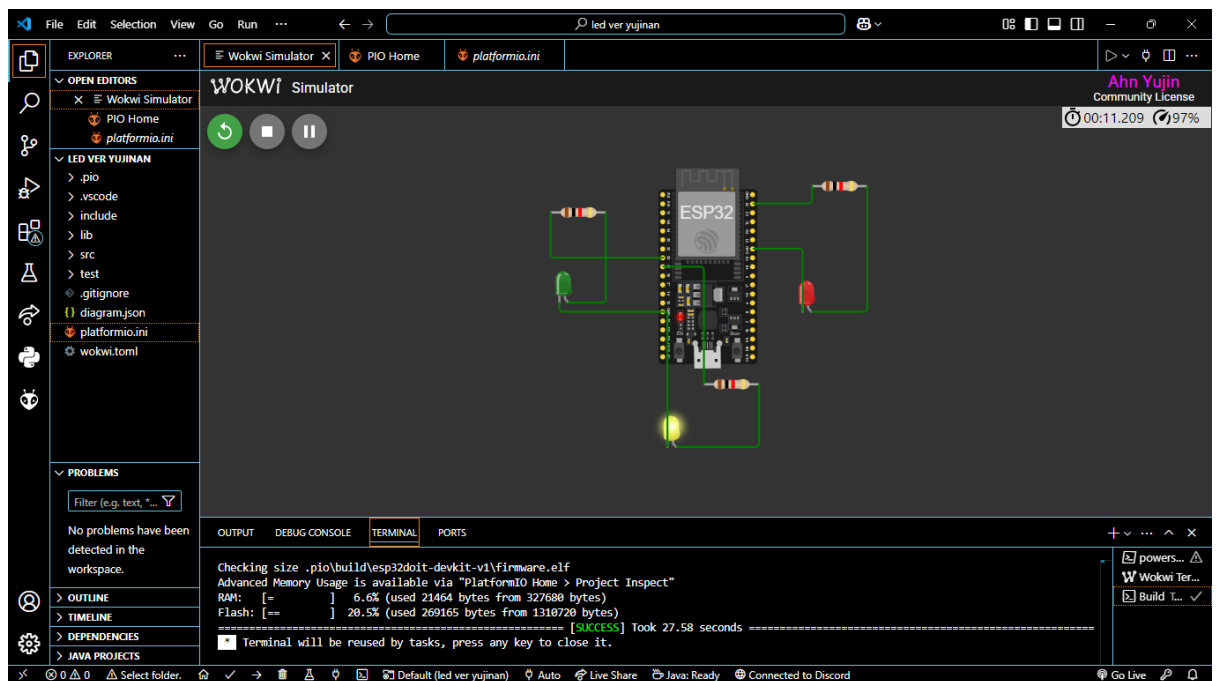 File Edit Selection View Go Run ··· led ver yujinan
EXPLORER ···
OPEN EDITORS
Wokwi Simulator
PIO Home
platformio.ini
LED VER YUJINAN
.pio
.vscode
include
lib
src
test
.gitignore
{} diagram.json
platformio.ini
wokwi.toml
PROBLEMS
Filter (e.g. text, *...
No problems have been
detected in the
workspace.
OUTLINE
TIMELINE
DEPENDENCIES
JAVA PROJECTS
Wokwi Simulator PIO Home platformio.ini
WOKWi Simulator
Ahn Yujin
Community License
00:11.209 97%
ESP32
OUTPUT DEBUG CONSOLE TERMINAL PORTS
Checking size .pio\build\esp32doit-devkit-v1\firmware.elf
Advanced Memory Usage is available via "PlatformIO Home > Project Inspect"
RAM: [= ] 6.6% (used 21464 bytes from 327680 bytes)
Flash: [== ] 20.5% (used 269165 bytes from 1310720 bytes)
[SUCCESS] Took 27.58 seconds
* Terminal will be reused by tasks, press any key to close it.
powers...
Wokwi Ter...
Build T...
0 0 Select folder. Default (led ver yujinan) Auto Live Share Java: Ready Connected to Discord Go Live